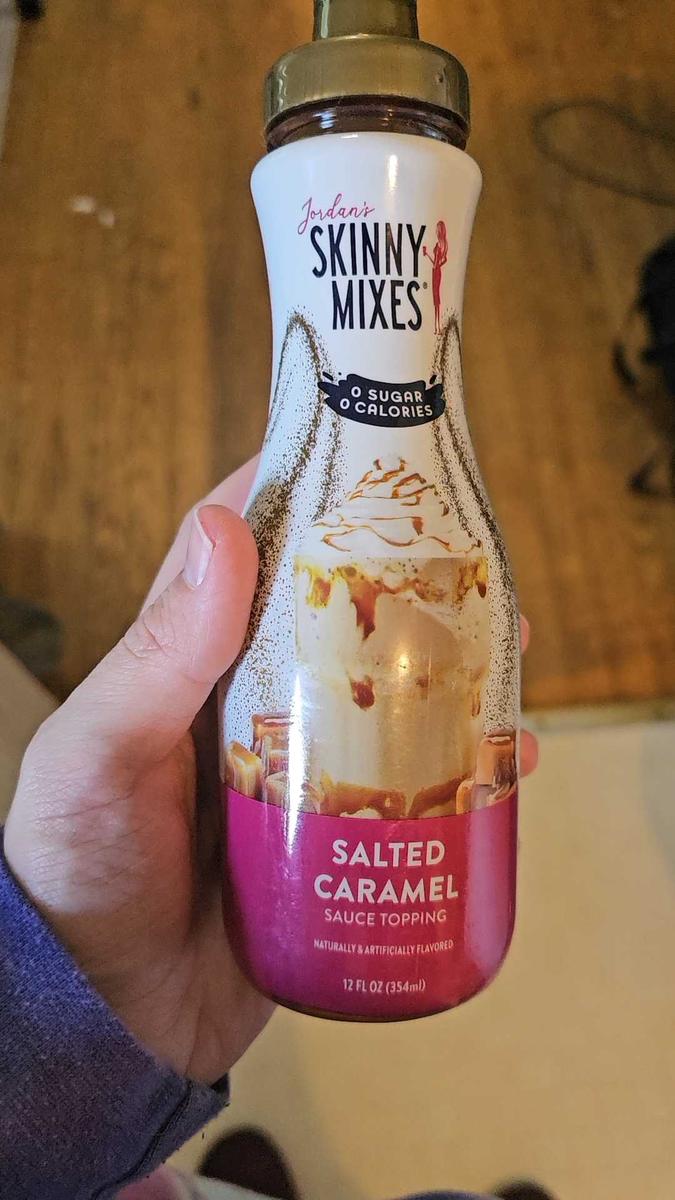 Jordan's
SKINNY
MIXES®
0 SUGAR
0 CALORIES
SALTED
CARAMEL
SAUCE TOPPING
NATURALLY & ARTIFICIALLY FLAVORED
12 FL OZ (354ml)